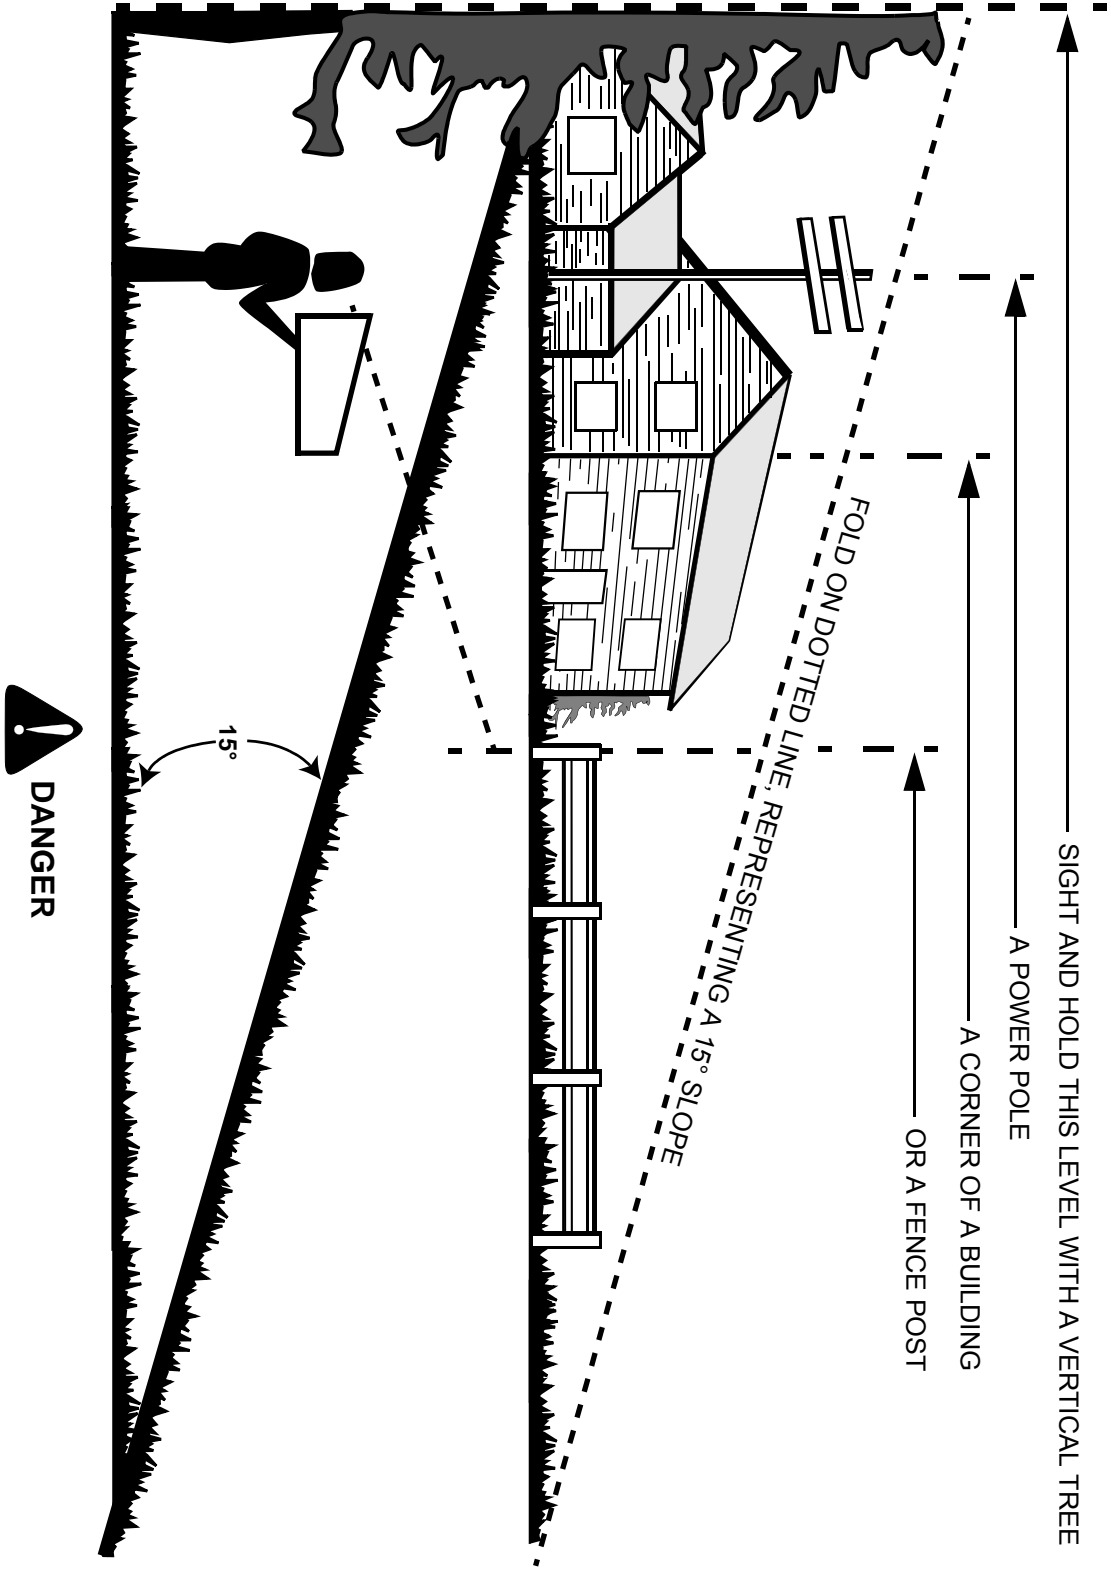 SIGHT AND HOLD THIS LEVEL WITH A VERTICAL TREE
A POWER POLE
A CORNER OF A BUILDING
OR A FENCE POST
FOLD ON DOTTED LINE, REPRESENTING A 15° SLOPE
15°
DANGER